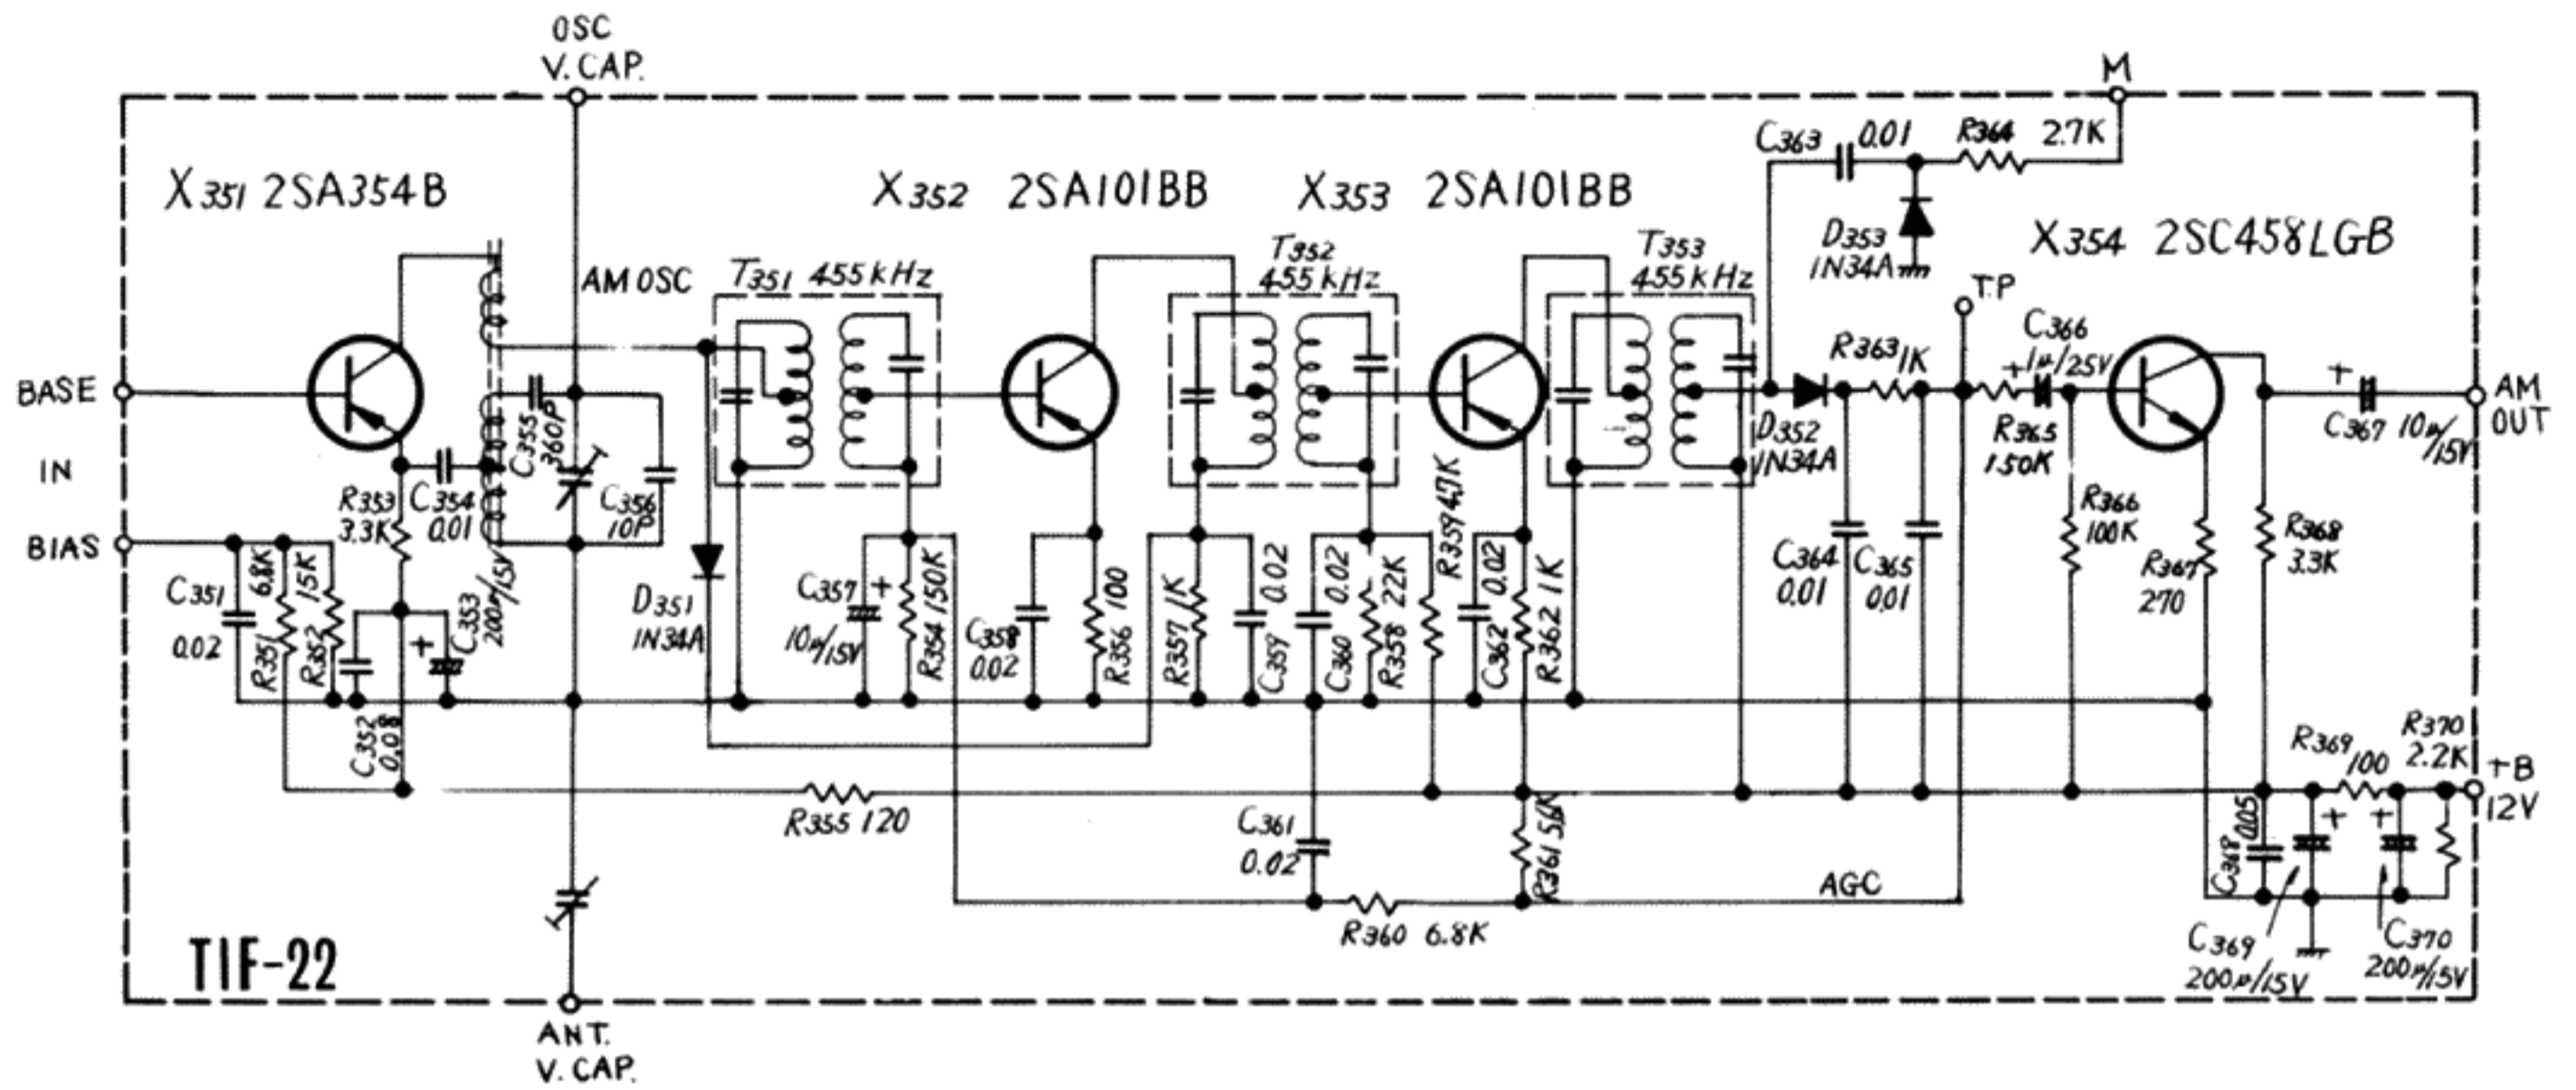 OSC
V. CAP.
M
C363 0.01 R364 2.7K
X351 2SA354B
X352 2SA101BB
X353 2SA101BB
D353
1N34A
X354 2SC458LGB
AM OSC
T351 455kHz
T352
455kHz
T353
455kHz
T.P
C366
1μ/25V
R363 1K
BASE
IN
BIAS
C355
360P
C356
10P
R353
3.3K
C354
0.01
D352
1N34A
R365
150K
C367 10μ/15V
AM
OUT
C351
0.02
6.8K
R351
15K
R352
C353
200μ/15V
C352
D351
1N34A
C357
10μ/15V
R354 150K
C358
0.02
R356 100
R357 1K
C359 0.02
C360 0.02
R358 22K
R359 4.7K
C362 0.02
R362 1K
C364
0.01
C365
0.01
R366
100K
R367
270
R368
3.3K
R355 120
C361
0.02
R360 6.8K
R361 56K
AGC
R369 100
R370
2.2K
+B
12V
C368 0.05
C369
200μ/15V
C370
200μ/15V
TIF-22
ANT.
V. CAP.